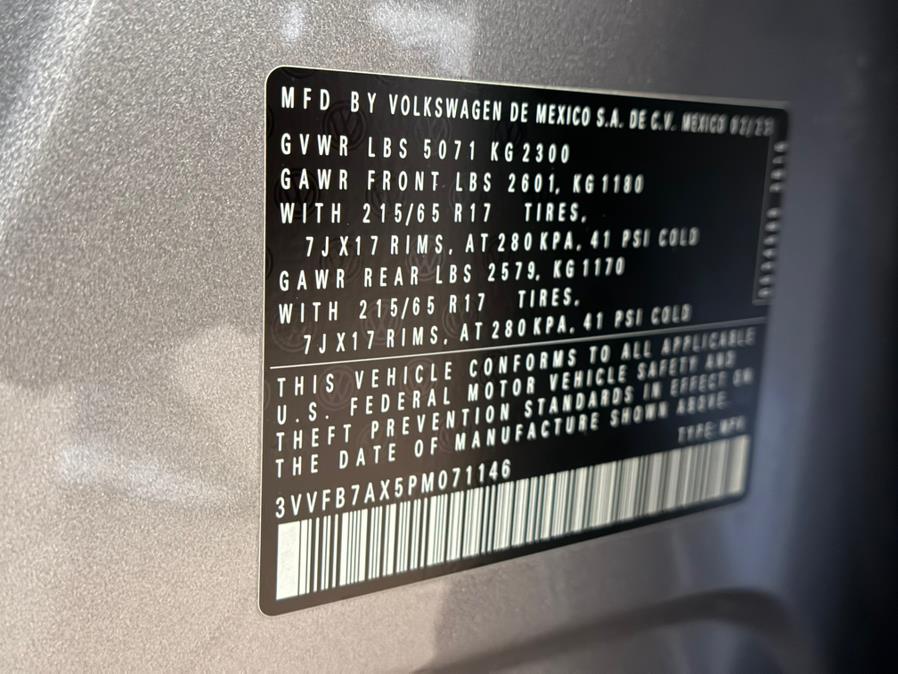 MFD BY VOLKSWAGEN DE MEXICO S.A. DE C.V. MEXICO 02/23
GVWR LBS 5071 KG 2300
GAWR FRONT LBS 2601, KG 1180
WITH 215/65 R17 TIRES,
7JX17 RIMS, AT 280 KPA, 41 PSI COLD
GAWR REAR LBS 2579, KG 1170
WITH 215/65 R17 TIRES,
7JX17 RIMS, AT 280 KPA, 41 PSI COLD
THIS VEHICLE CONFORMS TO ALL APPLICABLE
U.S. FEDERAL MOTOR VEHICLE SAFETY AND
THEFT PREVENTION STANDARDS IN EFFECT ON
THE DATE OF MANUFACTURE SHOWN ABOVE.
TYPE: MPV
3VVFB7AX5PM071146